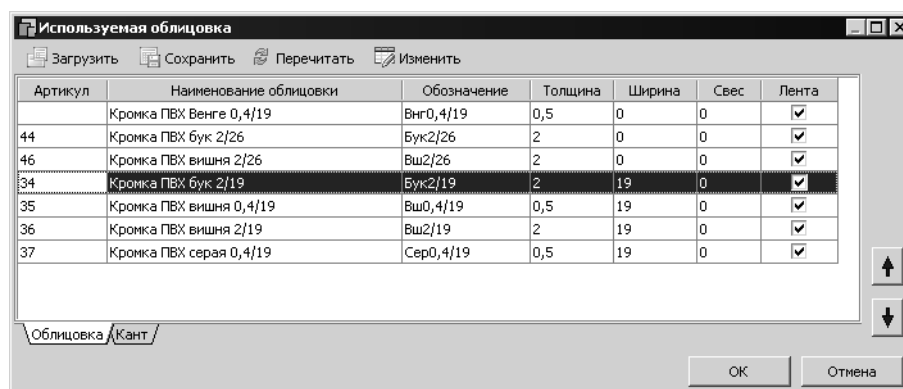 Используемая облицовка
Загрузить Сохранить Перечитать Изменить
Артикул Наименование облицовки Обозначение Толщина Ширина Свес Лента
Кромка ПВХ Венге 0,4/19 Внг0,4/19 0,5 0 0
44 Кромка ПВХ бук 2/26 Бук2/26 2 0 0
46 Кромка ПВХ вишня 2/26 Вш2/26 2 0 0
34 Кромка ПВХ бук 2/19 Бук2/19 2 19 0
35 Кромка ПВХ вишня 0,4/19 Вш0,4/19 0,5 19 0
36 Кромка ПВХ вишня 2/19 Вш2/19 2 19 0
37 Кромка ПВХ серая 0,4/19 Сер0,4/19 0,5 19 0
Облицовка Кант
ОК Отмена